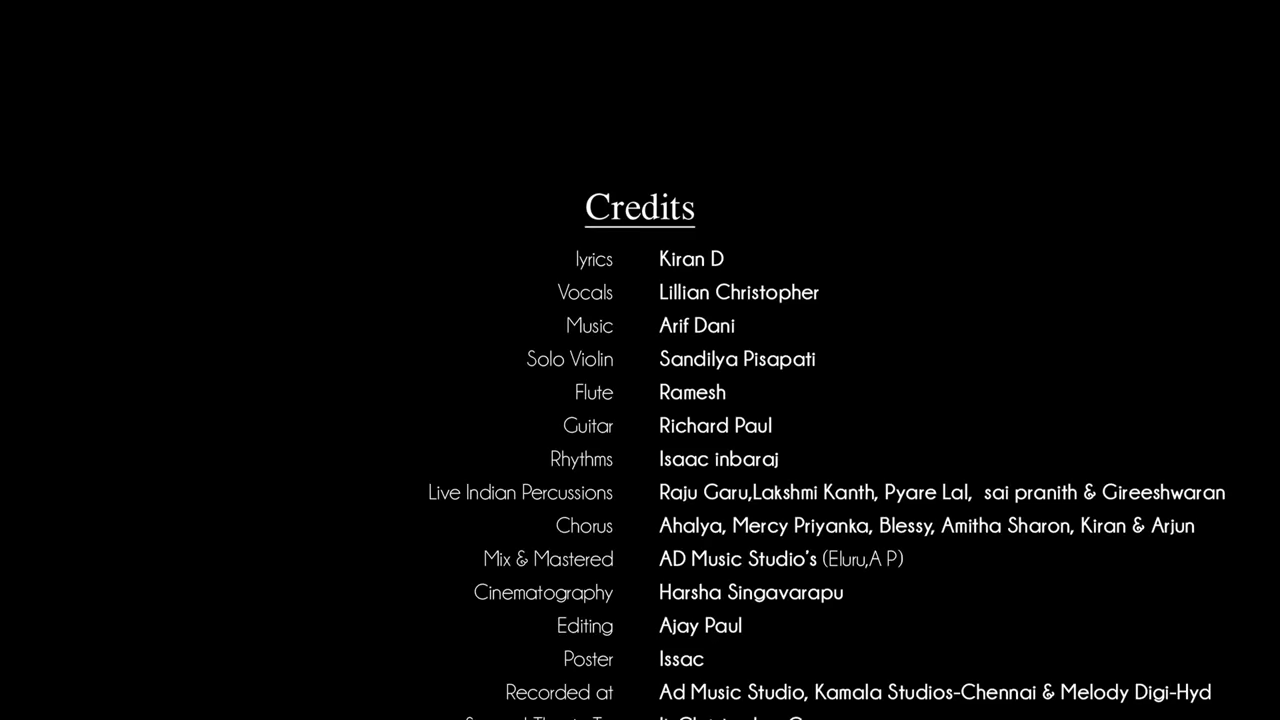 Credits
lyrics Kiran D
Vocals Lillian Christopher
Music Arif Dani
Solo Violin Sandilya Pisapati
Flute Ramesh
Guitar Richard Paul
Rhythms Isaac inbaraj
Live Indian Percussions Raju Garu,Lakshmi Kanth, Pyare Lal, sai pranith & Gireeshwaran
Chorus Ahalya, Mercy Priyanka, Blessy, Amitha Sharon, Kiran & Arjun
Mix & Mastered AD Music Studio's (Eluru,A P)
Cinematography Harsha Singavarapu
Editing Ajay Paul
Poster Issac
Recorded at Ad Music Studio, Kamala Studios-Chennai & Melody Digi-Hyd